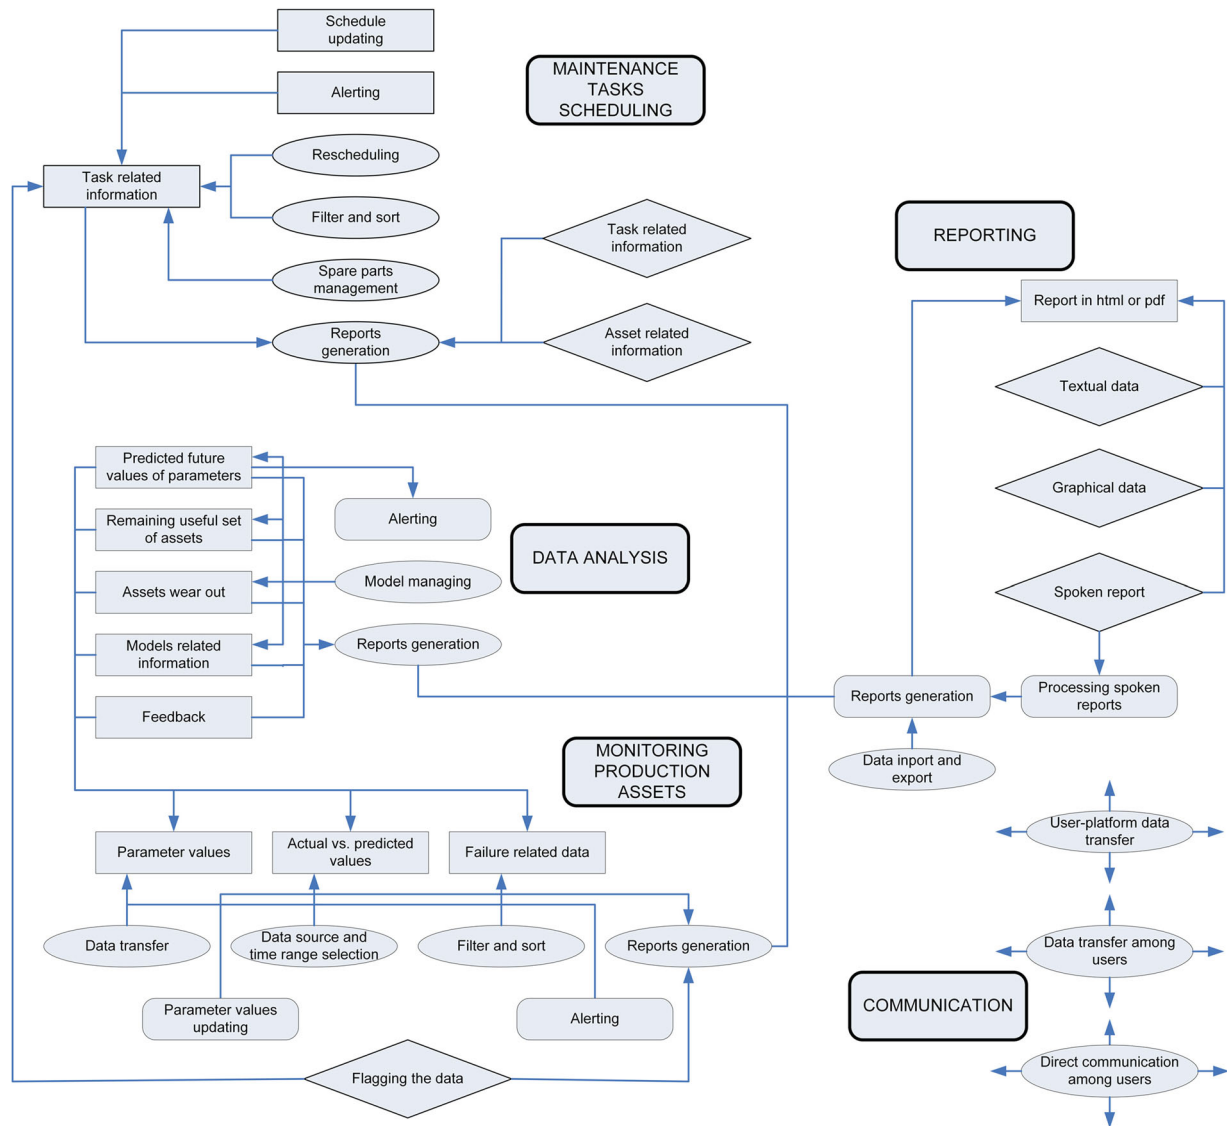 Schedule
updating
MAINTENANCE
TASKS
SCHEDULING
Alerting
Rescheduling
Task related
information
Filter and sort
Task related
information
REPORTING
Spare parts
management
Report in html or pdf
Reports
generation
Asset related
information
Textual data
Predicted future
values of parameters
Graphical data
Alerting
Remaining useful set
of assets
DATA ANALYSIS
Model managing
Assets wear out
Spoken report
Models related
information
Reports generation
Reports generation
Processing spoken
reports
Feedback
MONITORING
PRODUCTION
ASSETS
Data inport and
export
User-platform data
transfer
Parameter values
Actual vs. predicted
values
Failure related data
Data transfer
Data source and
time range selection
Filter and sort
Reports generation
Data transfer among
users
COMMUNICATION
Parameter values
updating
Alerting
Flagging the data
Direct communication
among users